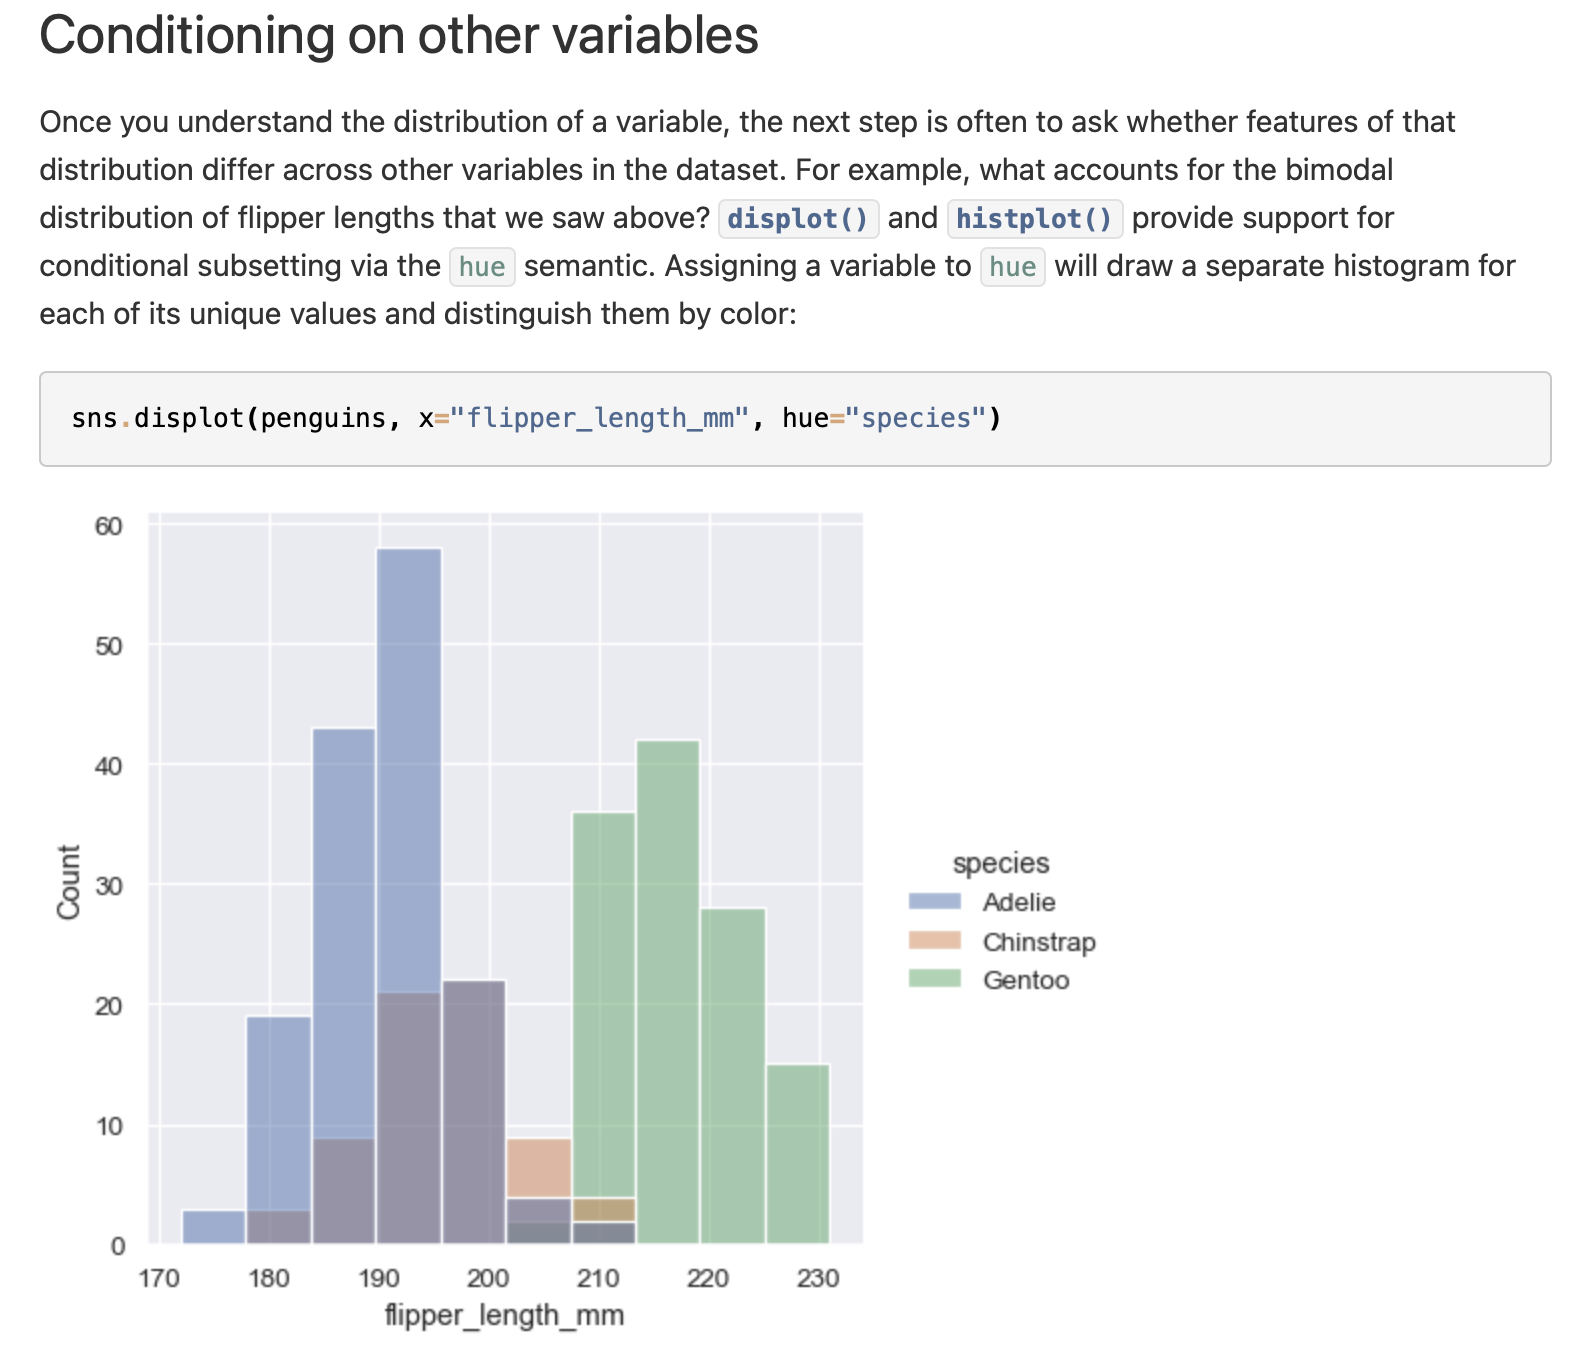 Conditioning on other variables
Once you understand the distribution of a variable, the next step is often to ask whether features of that
distribution differ across other variables in the dataset. For example, what accounts for the bimodal
distribution of flipper lengths that we saw above? displot() and histplot() provide support for
conditional subsetting via the hue semantic. Assigning a variable to hue will draw a separate histogram for
each of its unique values and distinguish them by color:
sns.displot(penguins, x="flipper_length_mm", hue="species")
60
50
40
30
20
10
0
Count
170 180 190 200 210 220 230
flipper_length_mm
species
Adelie
Chinstrap
Gentoo